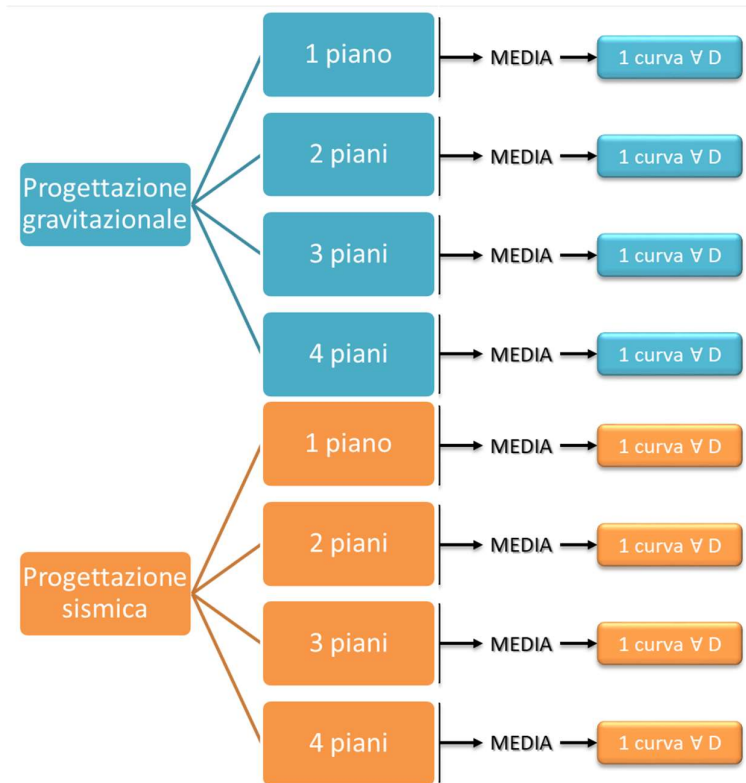 1 piano
MEDIA
1 curva ∀ D
2 piani
MEDIA
1 curva ∀ D
Progettazione
gravitazionale
3 piani
MEDIA
1 curva ∀ D
4 piani
MEDIA
1 curva ∀ D
1 piano
MEDIA
1 curva ∀ D
2 piani
MEDIA
1 curva ∀ D
Progettazione
sismica
3 piani
MEDIA
1 curva ∀ D
4 piani
MEDIA
1 curva ∀ D